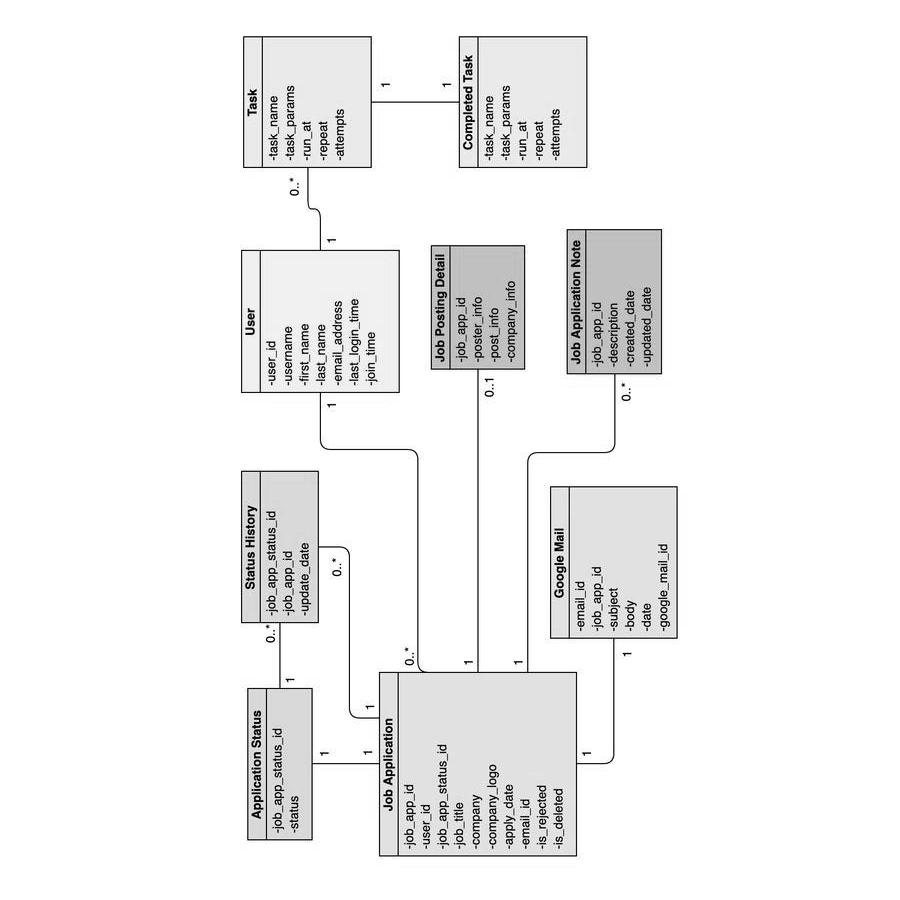 Application Status
-job_app_status_id
-status
1
0..*
Status History
-job_app_status_id
-job_app_id
-update_date
0..*
1
1
1
Job Application
-job_app_id
-user_id
-job_app_status_id
-job_title
-company
-company_logo
-apply_date
-email_id
-is_rejected
-is_deleted
0..*
1
1
1
User
-user_id
-username
-first_name
-last_name
-email_address
-last_login_time
-join_time
1
1
0..*
Task
-task_name
-task_params
-run_at
-repeat
-attempts
1
1
Completed Task
-task_name
-task_params
-run_at
-repeat
-attempts
Job Posting Detail
-job_app_id
-poster_info
-post_info
-company_info
0..1
Job Application Note
-job_app_id
-description
-created_date
-updated_date
0..*
Google Mail
-email_id
-job_app_id
-subject
-body
-date
-google_mail_id
1